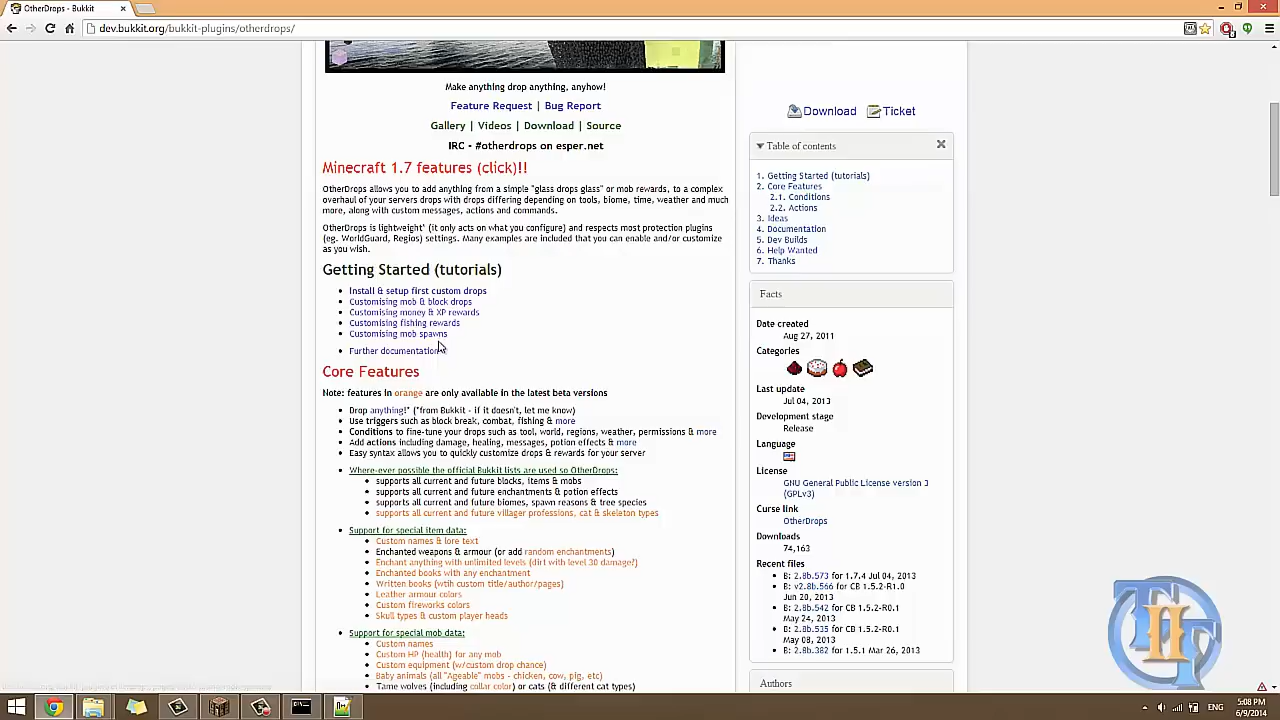 OtherDrops - Bukkit
dev.bukkit.org/bukkit-plugins/otherdrops/
Make anything drop anything, anyhow!
Feature Request | Bug Report
Gallery | Videos | Download | Source
IRC - #otherdrops on esper.net
Minecraft 1.7 features (click)!!
OtherDrops allows you to add anything from a simple "glass drops glass" or mob rewards, to a complex
overhaul of your servers drops with drops differing depending on tools, biome, time, weather and much
more, along with custom messages, actions and commands.
OtherDrops is lightweight* (it only acts on what you configure) and respects most protection plugins
(eg. WorldGuard, Regios) settings. Many examples are included that you can enable and/or customize
as you wish.
Getting Started (tutorials)
Install & setup first custom drops
Customising mob & block drops
Customising money & XP rewards
Customising fishing rewards
Customising mob spawns
Further documentation
Core Features
Note: features in orange are only available in the latest beta versions
Drop anything!* (*from Bukkit - if it doesn't, let me know)
Use triggers such as block break, combat, fishing & more
Conditions to fine-tune your drops such as tool, world, regions, weather, permissions & more
Add actions including damage, healing, messages, potion effects & more
Easy syntax allows you to quickly customize drops & rewards for your server
Where-ever possible the official Bukkit lists are used so OtherDrops:
supports all current and future blocks, items & mobs
supports all current and future enchantments & potion effects
supports all current and future biomes, spawn reasons & tree species
supports all current and future villager professions, cat & skeleton types
Support for special item data:
Custom names & lore text
Enchanted weapons & armour (or add random enchantments)
Enchant anything with unlimited levels (dirt with level 30 damage?)
Enchanted books with any enchantment
Written books (wtih custom title/author/pages)
Leather armour colors
Custom fireworks colors
Skull types & custom player heads
Support for special mob data:
Custom names
Custom HP (health) for any mob
Custom equipment (w/custom drop chance)
Baby animals (all "Ageable" mobs - chicken, cow, pig, etc)
Tame wolves (including collar color) or cats (& different cat types)
Download Ticket
Table of contents
1. Getting Started (tutorials)
2. Core Features
2.1. Conditions
2.2. Actions
3. Ideas
4. Documentation
5. Dev Builds
6. Help Wanted
7. Thanks
Facts
Date created
Aug 27, 2011
Categories
Last update
Jul 04, 2013
Development stage
Release
Language
License
GNU General Public License version 3
(GPLv3)
Curse link
OtherDrops
Downloads
74,163
Recent files
B: 2.8b.573 for 1.7.4 Jul 04, 2013
B: v2.8b.566 for CB 1.5.2-R1.0
Jun 20, 2013
B: 2.8b.542 for CB 1.5.2-R0.1
May 24, 2013
B: 2.8b.535 for CB 1.5.2-R0.1
May 08, 2013
B: 2.8b.382 for 1.5.1 Mar 26, 2013
Authors
ENG
5:08 PM
6/9/2014